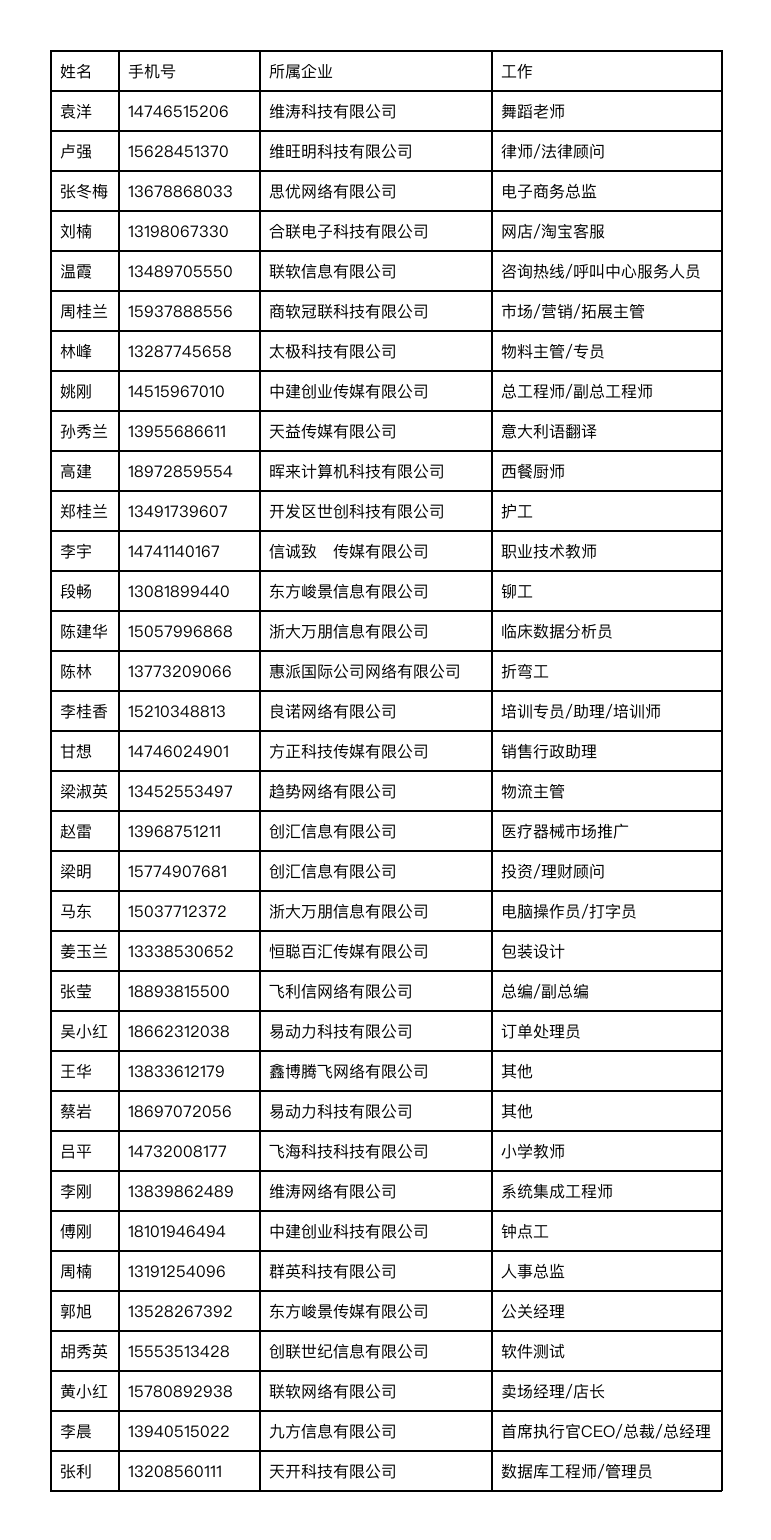 姓名 手机号 所属企业 工作
袁洋 14746515206 维涛科技有限公司 舞蹈老师
卢强 15628451370 维旺明科技有限公司 律师/法律顾问
张冬梅 13678868033 思优网络有限公司 电子商务总监
刘楠 13198067330 合联电子科技有限公司 网店/淘宝客服
温霞 13489705550 联软信息有限公司 咨询热线/呼叫中心服务人员
周桂兰 15937888556 商软冠联科技有限公司 市场/营销/拓展主管
林峰 13287745658 太极科技有限公司 物料主管/专员
姚刚 14515967010 中建创业传媒有限公司 总工程师/副总工程师
孙秀兰 13955686611 天益传媒有限公司 意大利语翻译
高建 18972859554 晖来计算机科技有限公司 西餐厨师
郑桂兰 13491739607 开发区世创科技有限公司 护工
李宇 14741140167 信诚致　传媒有限公司 职业技术教师
段畅 13081899440 东方峻景信息有限公司 铆工
陈建华 15057996868 浙大万朋信息有限公司 临床数据分析员
陈林 13773209066 惠派国际公司网络有限公司 折弯工
李桂香 15210348813 良诺网络有限公司 培训专员/助理/培训师
甘想 14746024901 方正科技传媒有限公司 销售行政助理
梁淑英 13452553497 趋势网络有限公司 物流主管
赵雷 13968751211 创汇信息有限公司 医疗器械市场推广
梁明 15774907681 创汇信息有限公司 投资/理财顾问
马东 15037712372 浙大万朋信息有限公司 电脑操作员/打字员
姜玉兰 13338530652 恒聪百汇传媒有限公司 包装设计
张莹 18893815500 飞利信网络有限公司 总编/副总编
吴小红 18662312038 易动力科技有限公司 订单处理员
王华 13833612179 鑫博腾飞网络有限公司 其他
蔡岩 18697072056 易动力科技有限公司 其他
吕平 14732008177 飞海科技科技有限公司 小学教师
李刚 13839862489 维涛网络有限公司 系统集成工程师
傅刚 18101946494 中建创业科技有限公司 钟点工
周楠 13191254096 群英科技有限公司 人事总监
郭旭 13528267392 东方峻景传媒有限公司 公关经理
胡秀英 15553513428 创联世纪信息有限公司 软件测试
黄小红 15780892938 联软网络有限公司 卖场经理/店长
李晨 13940515022 九方信息有限公司 首席执行官CEO/总裁/总经理
张利 13208560111 天开科技有限公司 数据库工程师/管理员